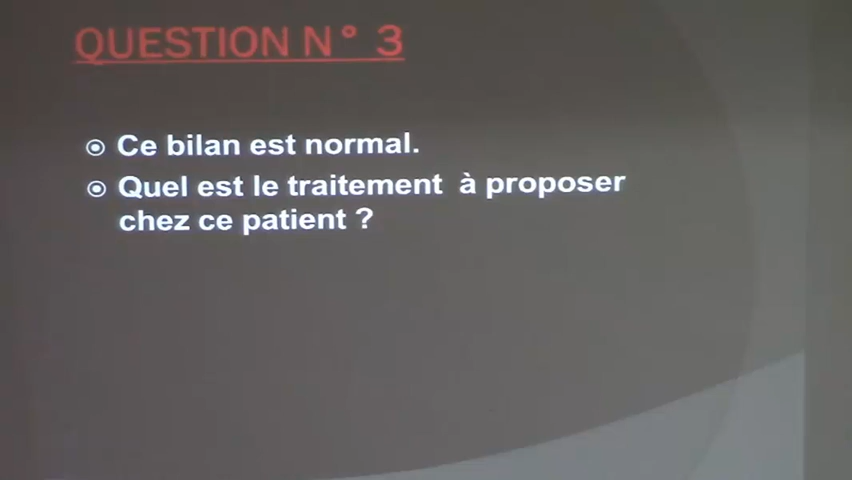 QUESTION N° 3
Ce bilan est normal.
Quel est le traitement à proposer
chez ce patient ?